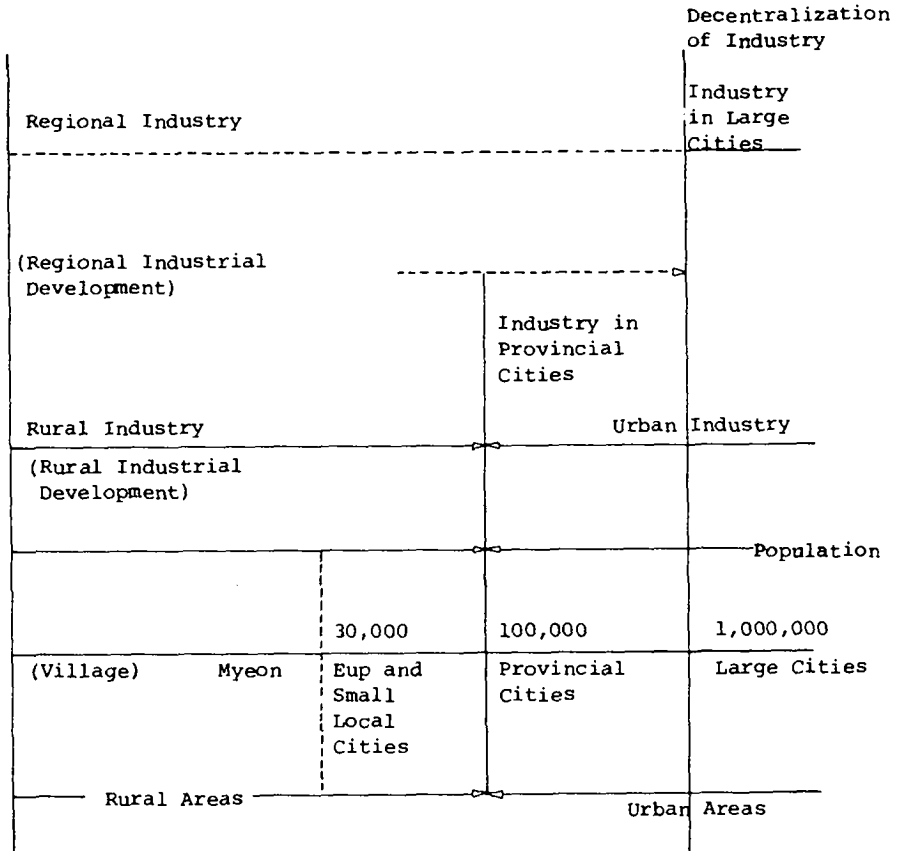 Decentralization
of Industry
Industry
in Large
Cities
Regional Industry
(Regional Industrial
Development)
Industry in
Provincial
Cities
Rural Industry
Urban Industry
(Rural Industrial
Development)
Population
30,000
100,000
1,000,000
(Village)
Myeon
Eup and
Small
Local
Cities
Provincial
Cities
Large Cities
Rural Areas
Urban Areas